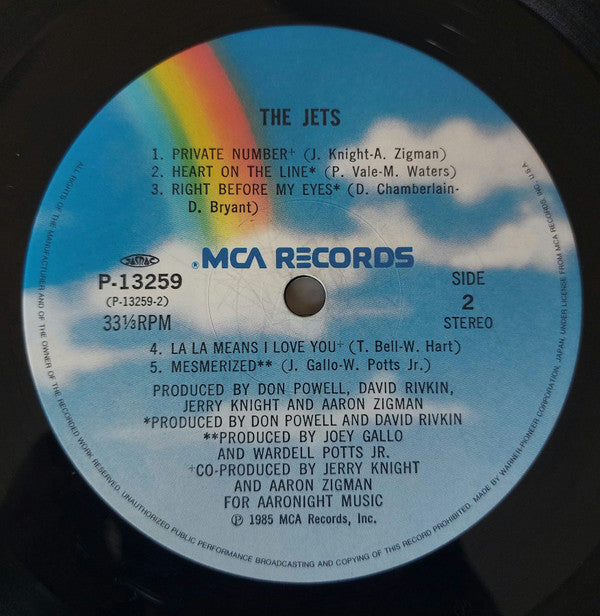 THE JETS
1. PRIVATE NUMBER+ (J. Knight-A. Zigman)
2. HEART ON THE LINE* (P. Vale-M. Waters)
3. RIGHT BEFORE MY EYES* (D. Chamberlain-
D. Bryant)
®MCA RECORDS
JASRAC
P-13259
(P-13259-2)
33⅓RPM
SIDE
2
STEREO
4. LA LA MEANS I LOVE YOU+ (T. Bell-W. Hart)
5. MESMERIZED** (J. Gallo-W. Potts Jr.)
PRODUCED BY DON POWELL, DAVID RIVKIN,
JERRY KNIGHT AND AARON ZIGMAN
*PRODUCED BY DON POWELL AND DAVID RIVKIN
**PRODUCED BY JOEY GALLO
AND WARDELL POTTS JR.
+CO-PRODUCED BY JERRY KNIGHT
AND AARON ZIGMAN
FOR AARONIGHT MUSIC
Ⓟ 1985 MCA Records, Inc.
ALL RIGHTS OF THE MANUFACTURER AND OF THE OWNER OF THE RECORDED WORK RESERVED. UNAUTHORIZED PUBLIC PERFORMANCE BROADCASTING AND COPYING OF THIS RECORD PROHIBITED. MADE BY WARNER-PIONEER CORPORATION, JAPAN, UNDER LICENSE FROM MCA RECORDS, INC. U.S.A.